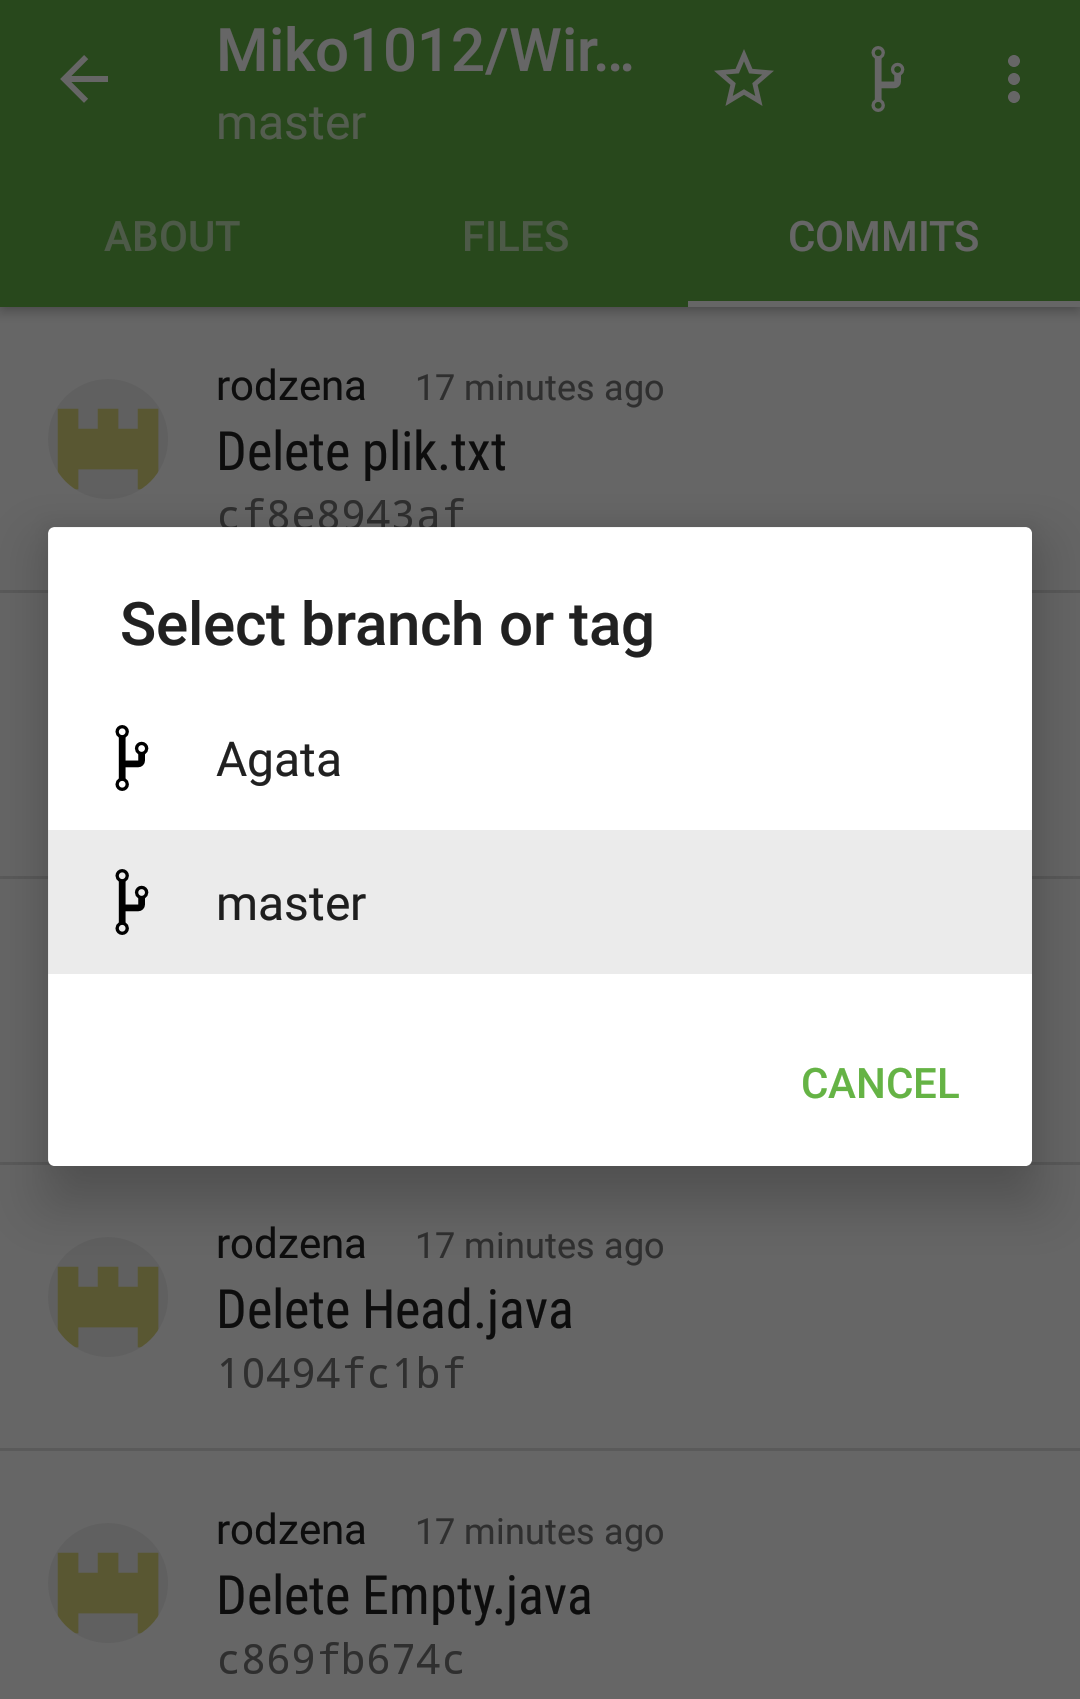 Miko1012/Wir...
master
ABOUT
FILES
COMMITS
rodzena 17 minutes ago
Delete plik.txt
cf8e8943af
Select branch or tag
Agata
master
CANCEL
rodzena 17 minutes ago
Delete Head.java
10494fc1bf
rodzena 17 minutes ago
Delete Empty.java
c869fb674c